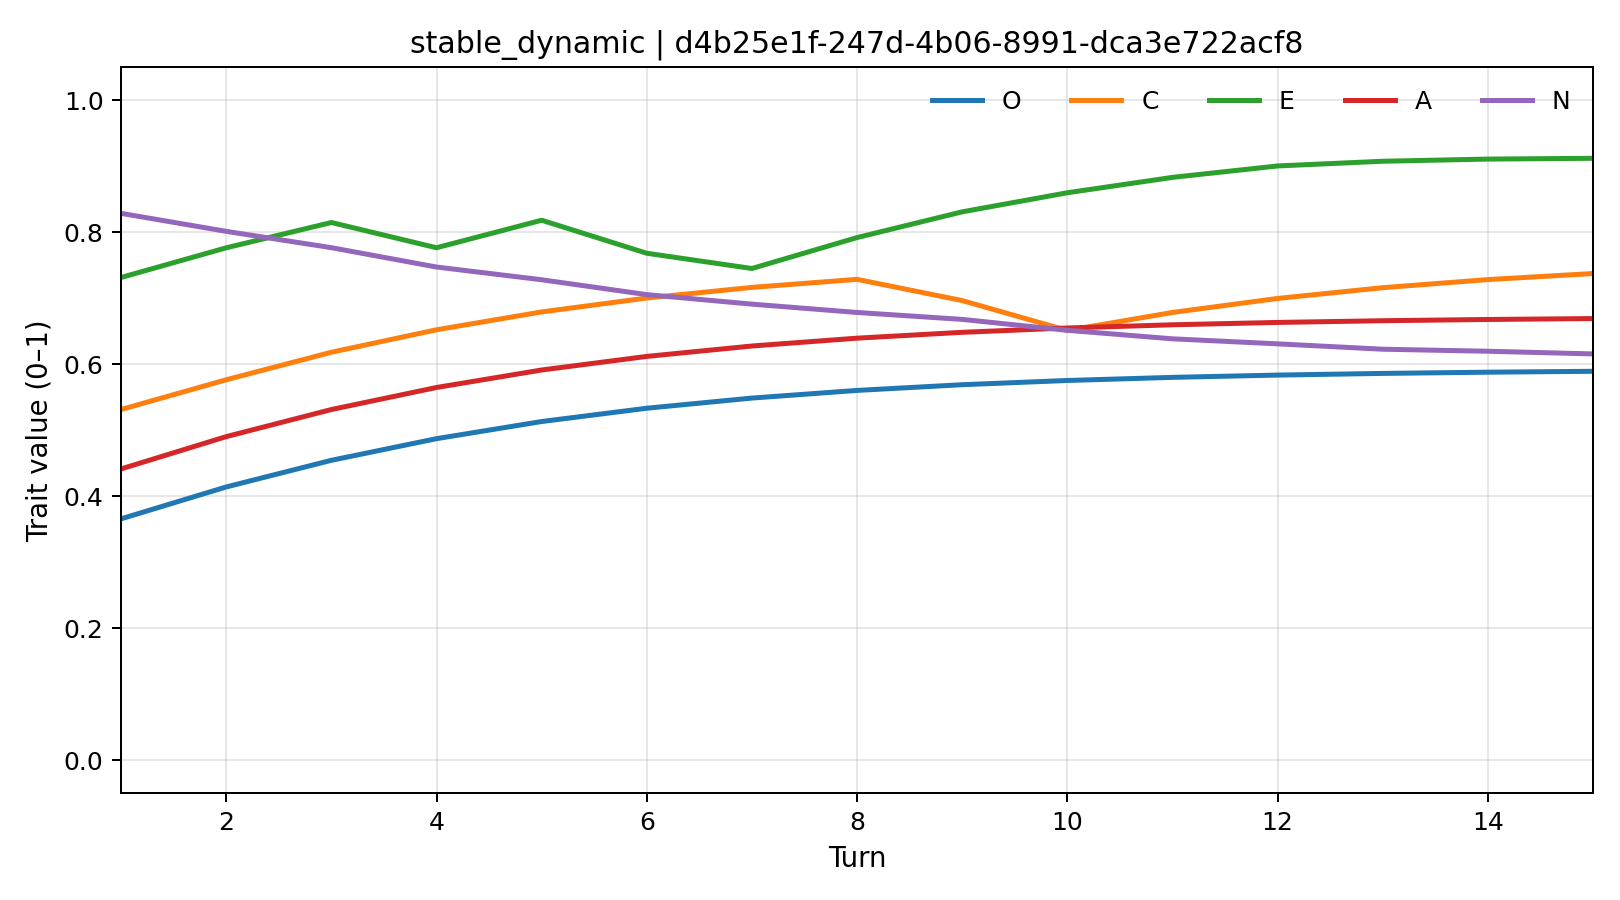 stable_dynamic | d4b25e1f-247d-4b06-8991-dca3e722acf8
O C E A N
Trait value (0–1)
1.0
0.8
0.6
0.4
0.2
0.0
2 4 6 8 10 12 14
Turn